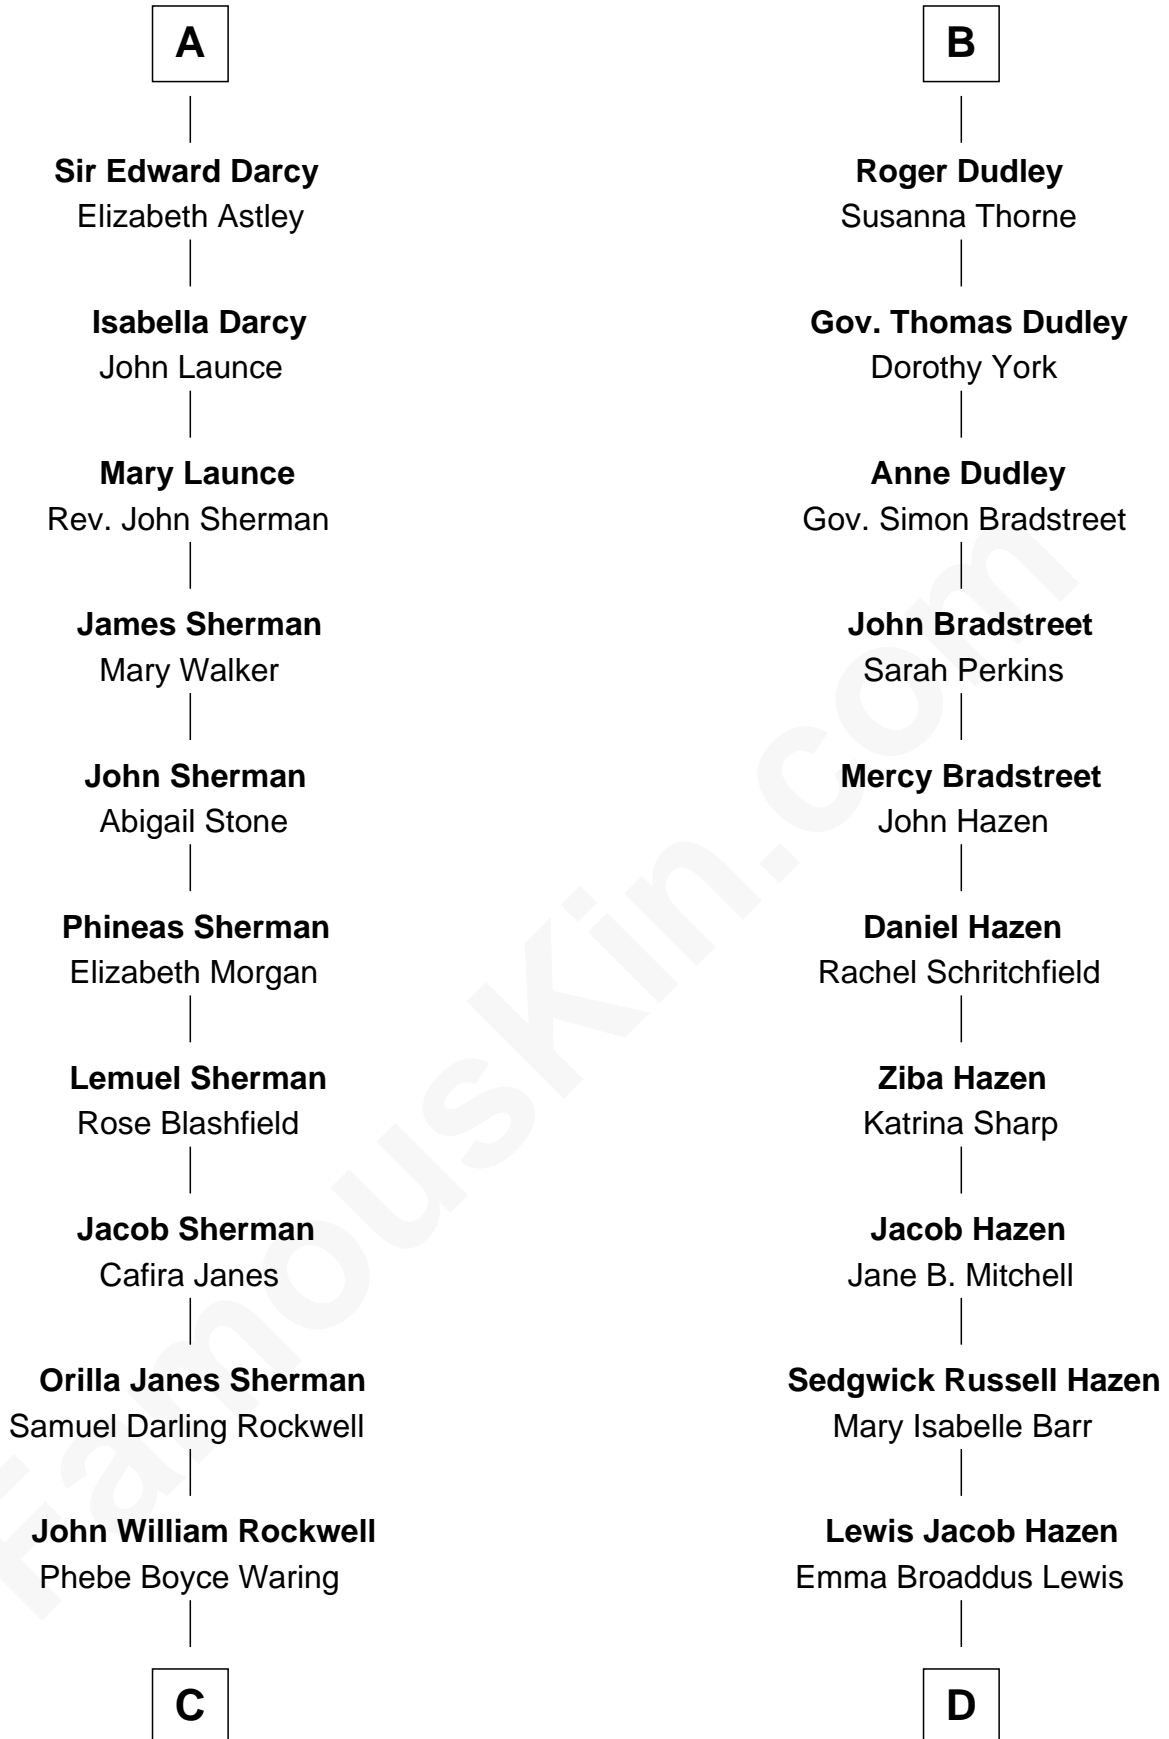 A
Sir Edward Darcy
Elizabeth Astley
Isabella Darcy
John Launce
Mary Launce
Rev. John Sherman
James Sherman
Mary Walker
John Sherman
Abigail Stone
Phineas Sherman
Elizabeth Morgan
Lemuel Sherman
Rose Blashfield
Jacob Sherman
Cafira Janes
Orilla Janes Sherman
Samuel Darling Rockwell
John William Rockwell
Phebe Boyce Waring
C
B
Roger Dudley
Susanna Thorne
Gov. Thomas Dudley
Dorothy York
Anne Dudley
Gov. Simon Bradstreet
John Bradstreet
Sarah Perkins
Mercy Bradstreet
John Hazen
Daniel Hazen
Rachel Schritchfield
Ziba Hazen
Katrina Sharp
Jacob Hazen
Jane B. Mitchell
Sedgwick Russell Hazen
Mary Isabelle Barr
Lewis Jacob Hazen
Emma Broaddus Lewis
D
FamousKin.com